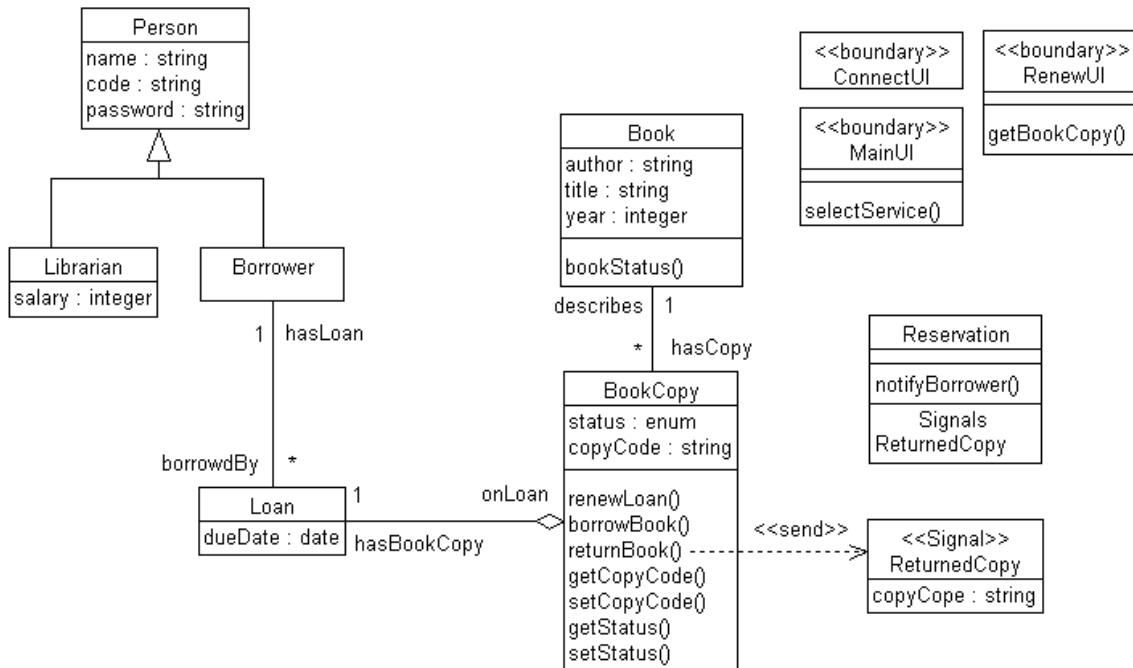 Person
name : string
code : string
password : string
Librarian
salary : integer
Borrower
1 hasLoan
borrowdBy *
Loan
dueDate : date
1
hasBookCopy
onLoan
Book
author : string
title : string
year : integer
bookStatus()
describes 1
* hasCopy
BookCopy
status : enum
copyCode : string
renewLoan()
borrowBook()
returnBook()
getCopyCode()
setCopyCode()
getStatus()
setStatus()
<<send>>
<<boundary>>
ConnectUI
<<boundary>>
MainUI
selectService()
<<boundary>>
RenewUI
getBookCopy()
Reservation
notifyBorrower()
Signals
ReturnedCopy
<<Signal>>
ReturnedCopy
copyCope : string